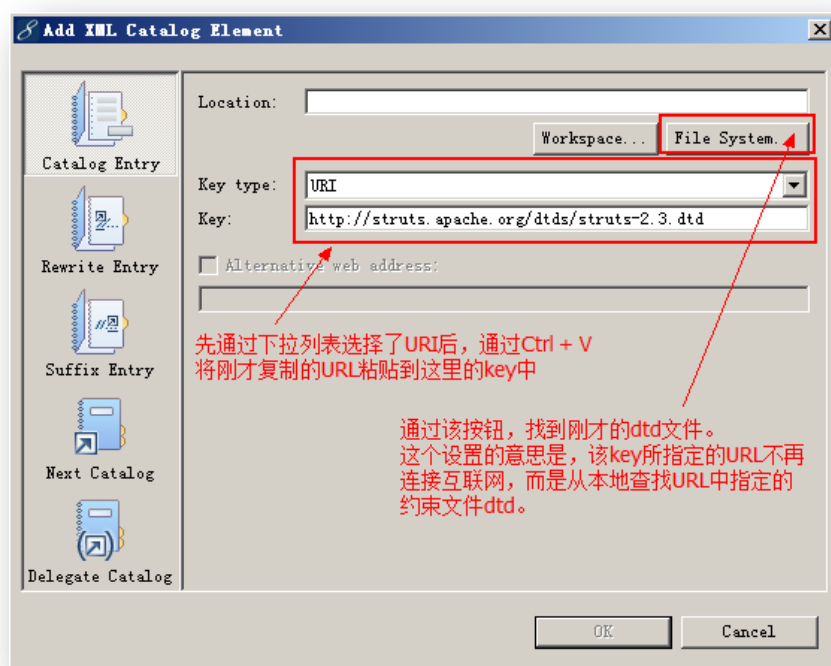 Add XML Catalog Element
Catalog Entry
Rewrite Entry
Suffix Entry
Next Catalog
Delegate Catalog
Location:
Workspace...
File System...
Key type:
URI
Key:
http://struts.apache.org/dtds/struts-2.3.dtd
Alternative web address:
先通过下拉列表选择了URI后，通过Ctrl + V
将刚才复制的URL粘贴到这里的key中
通过该按钮，找到刚才的dtd文件。
这个设置的意思是，该key所指定的URL不再
连接互联网，而是从本地查找URL中指定的
约束文件dtd。
OK
Cancel